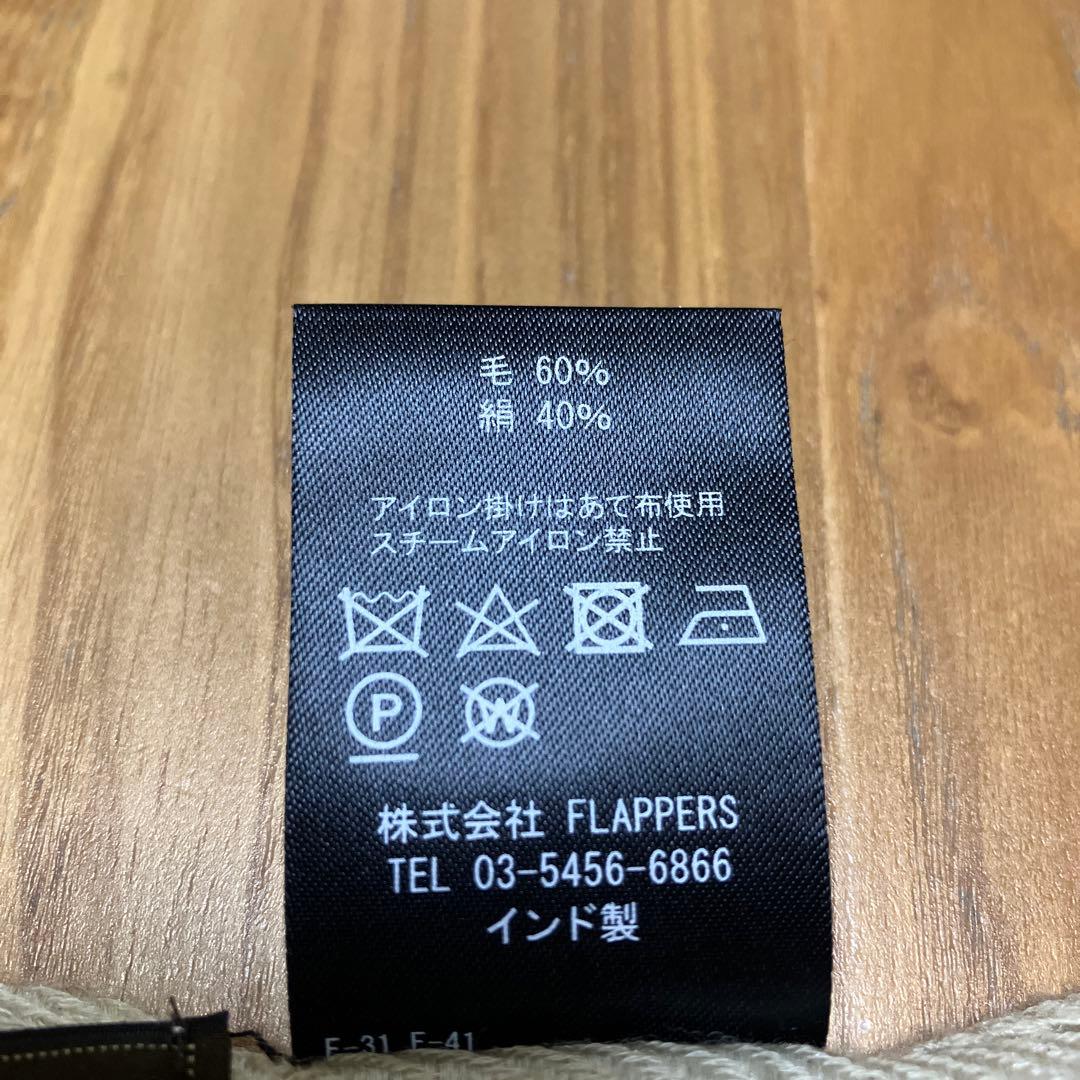 毛 60%
絹 40%
アイロン掛けはあて布使用
スチームアイロン禁止
P W
株式会社 FLAPPERS
TEL 03-5456-6866
インド製